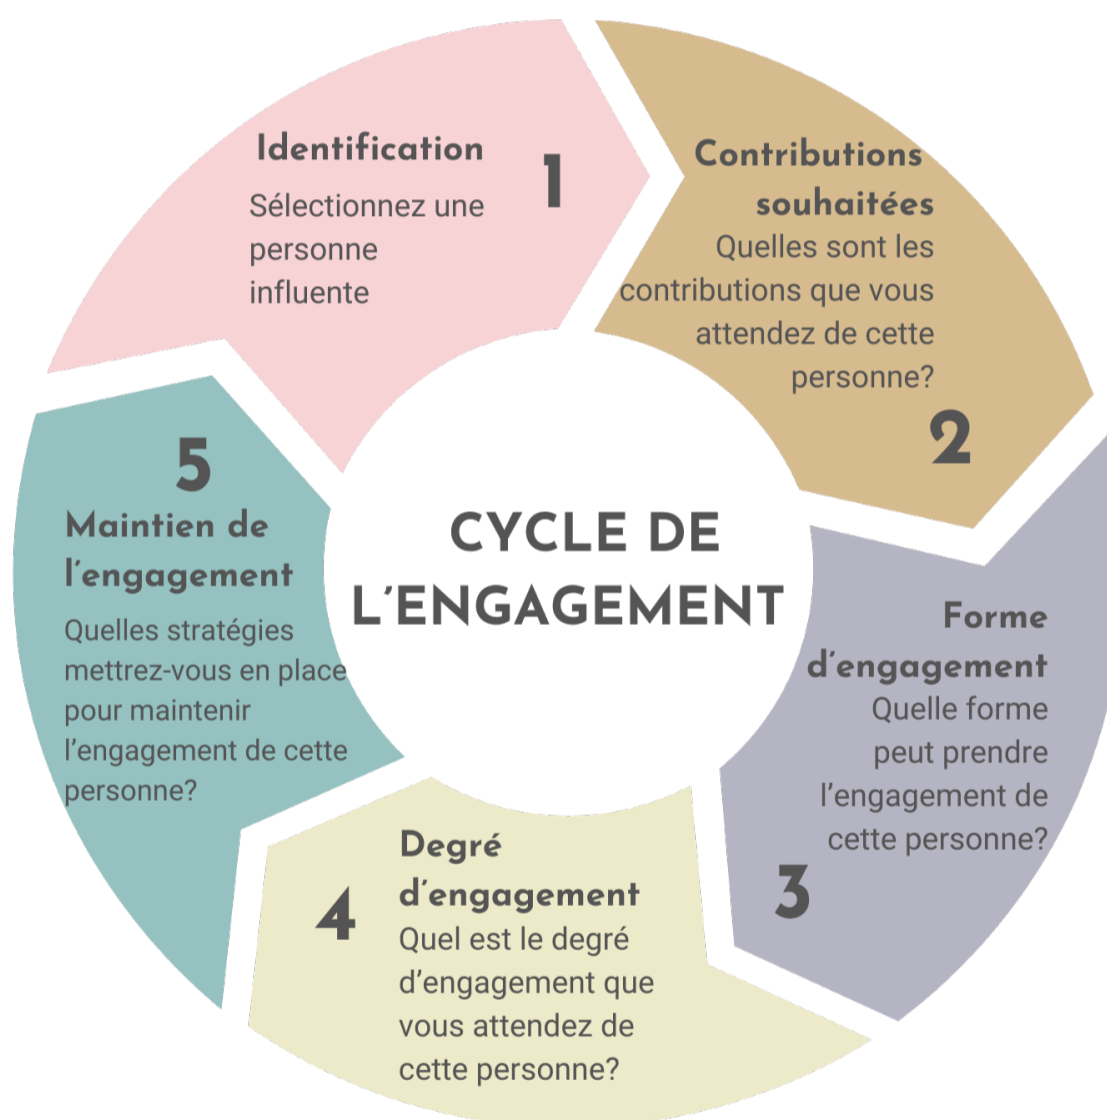 Identification
1
Sélectionnez une
personne
influente
Contributions
souhaitées
Quelles sont les
contributions que vous
attendez de cette
personne?
2
Forme
d'engagement
Quelle forme
peut prendre
l'engagement de
cette personne?
3
Degré
d'engagement
4
Quel est le degré
d'engagement que
vous attendez de
cette personne?
5
Maintien de
l'engagement
Quelles stratégies
mettrez-vous en place
pour maintenir
l'engagement de cette
personne?
CYCLE DE
L'ENGAGEMENT